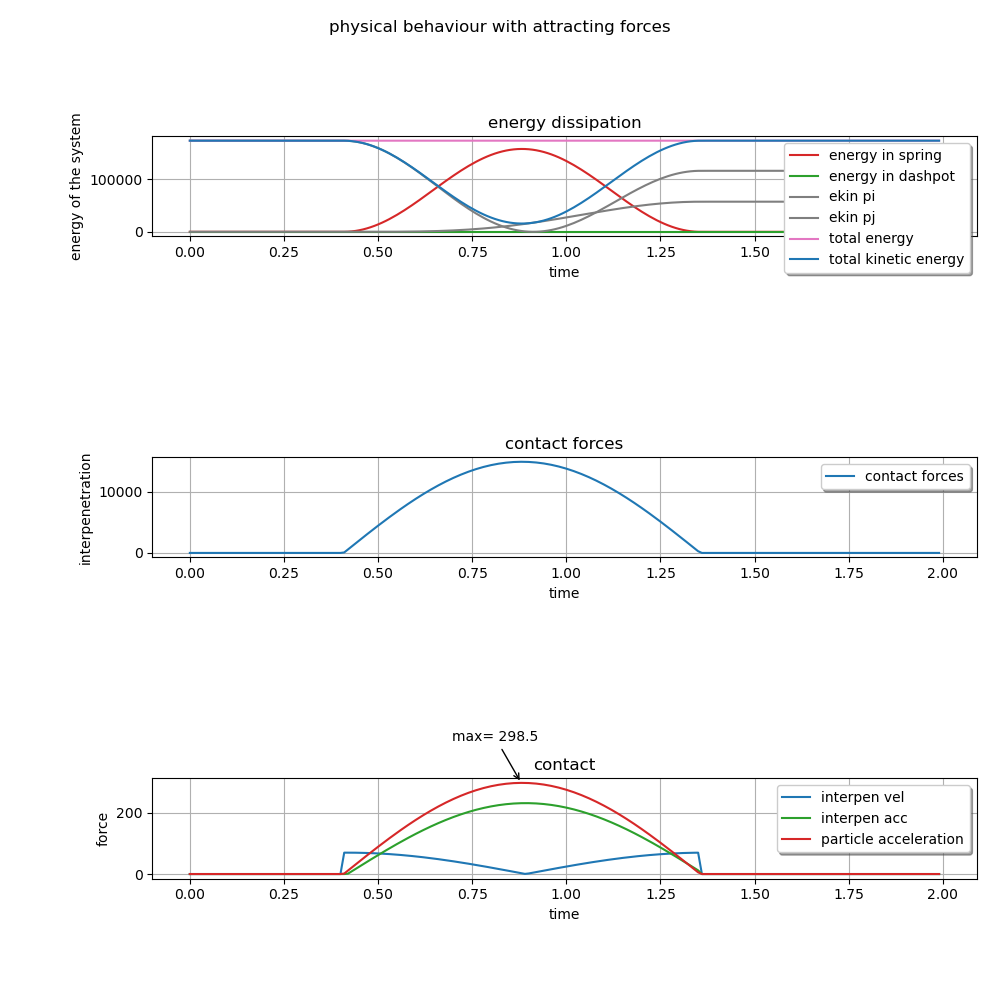 physical behaviour with attracting forces
energy dissipation
energy of the system
100000
0
energy in spring
energy in dashpot
ekin pi
ekin pj
total energy
total kinetic energy
0.00 0.25 0.50 0.75 1.00 1.25 1.50
time
contact forces
interpenetration
10000
0
contact forces
0.00 0.25 0.50 0.75 1.00 1.25 1.50 1.75 2.00
time
max= 298.5
contact
force
200
0
interpen vel
interpen acc
particle acceleration
0.00 0.25 0.50 0.75 1.00 1.25 1.50 1.75 2.00
time